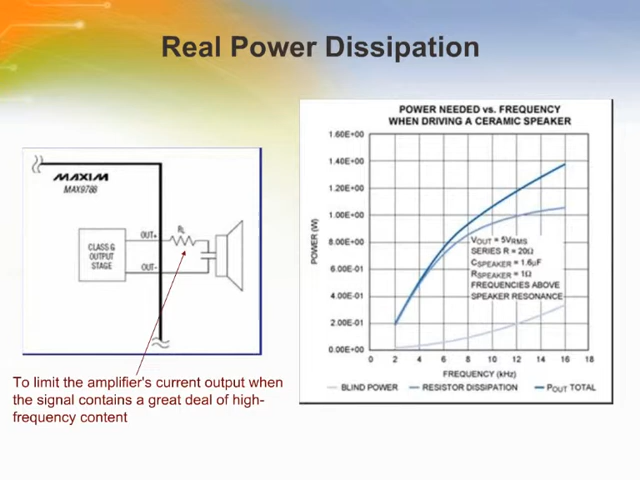 Real Power Dissipation
MAXIM
MAX9788
CLASS G
OUTPUT
STAGE
OUT+
OUT-
RL
To limit the amplifier's current output when
the signal contains a great deal of high-
frequency content
POWER NEEDED vs. FREQUENCY
WHEN DRIVING A CERAMIC SPEAKER
POWER (W)
1.60E+00
1.40E+00
1.20E+00
1.00E+00
8.00E+00
6.00E-01
4.00E-01
2.00E-01
0.00E+00
VOUT = 5VRMS
SERIES R = 20Ω
CSPEAKER = 1.6µF
RSPEAKER = 1Ω
FREQUENCIES ABOVE
SPEAKER RESONANCE
0 2 4 6 8 10 12 14 16 18
FREQUENCY (kHz)
BLIND POWER RESISTOR DISSIPATION POUT TOTAL